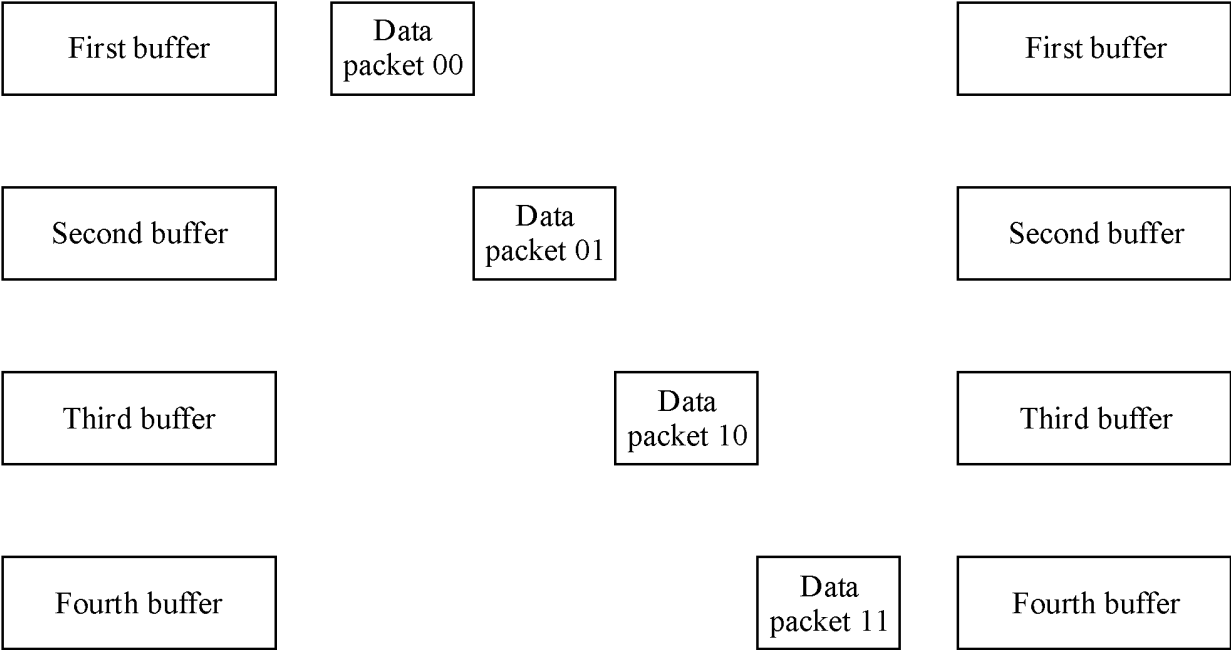 First buffer
Data
packet 00
First buffer
Second buffer
Data
packet 01
Second buffer
Third buffer
Data
packet 10
Third buffer
Fourth buffer
Data
packet 11
Fourth buffer